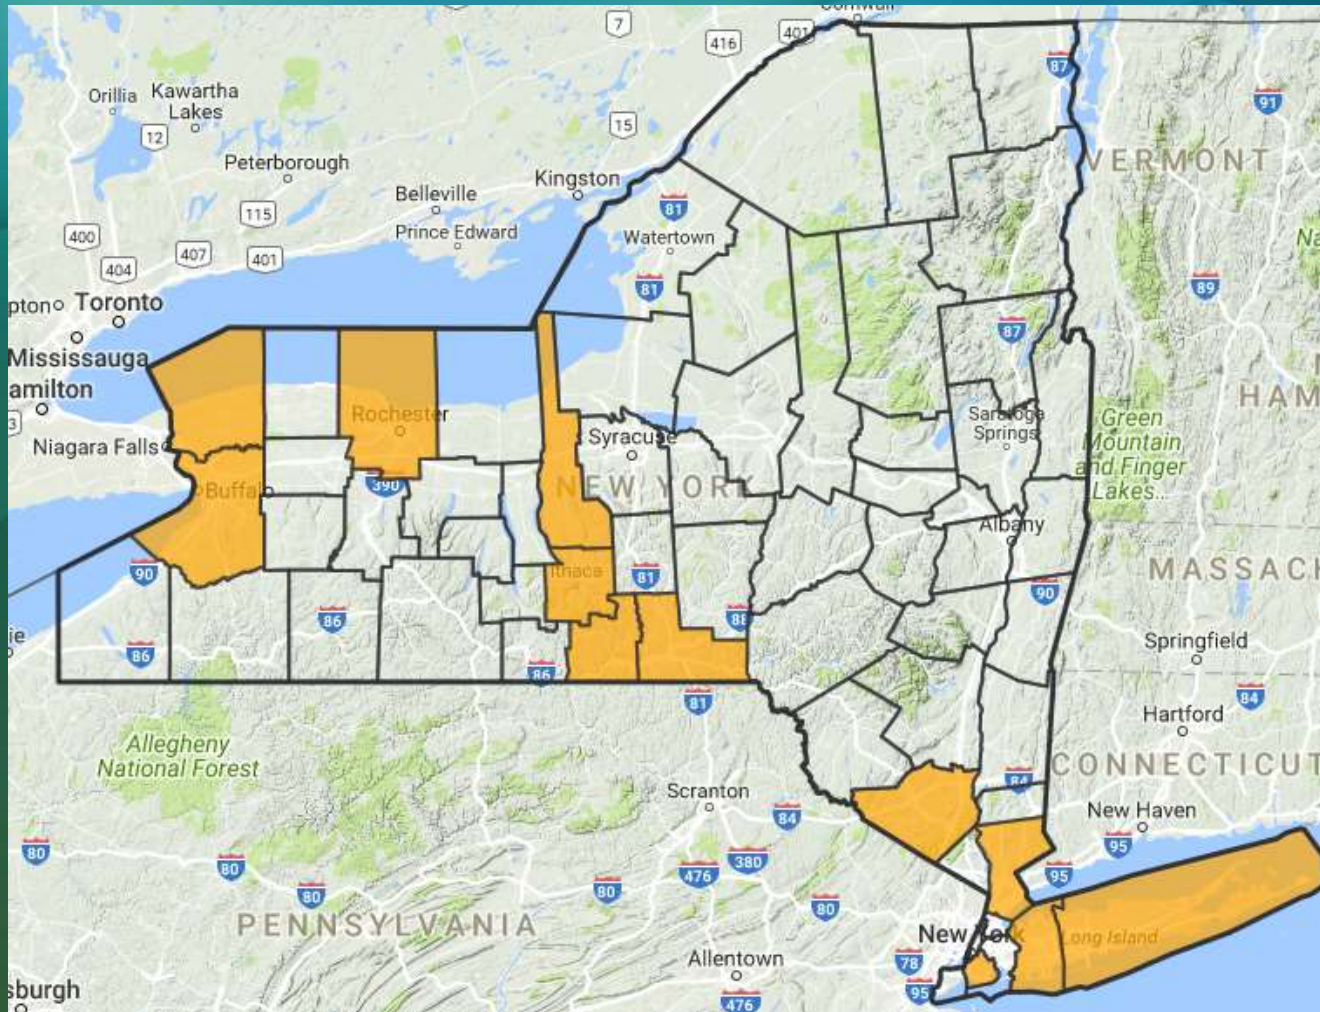 Cornwall
7
416
401
87
91
Orillia
Kawartha
Lakes
12
15
VERMONT
Peterborough
Kingston
Belleville
115
81
400
Prince Edward
Watertown
407
401
404
81
89
pton
Toronto
87
Mississauga
amilton
HAM
Rochester
Saratoga
Springs
Green
Mountain
and Finger
Lakes..
Niagara Falls
Syracuse
390
NEW YORK
Buffalo
Albany
90
Ithaca
81
MASSACH
90
86
88
ie
86
86
Springfield
81
84
Hartford
Allegheny
National Forest
84
CONNECTICUT
Scranton
84
New Haven
80
380
95
80
476
95
80
80
80
PENNSYLVANIA
New York
Long Island
Allentown
78
sburgh
476
95